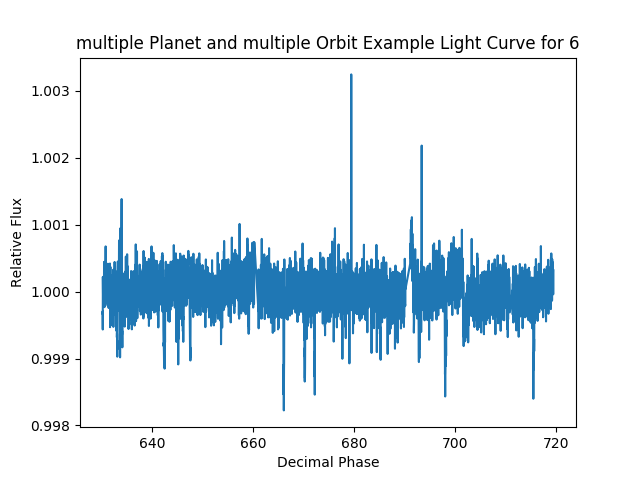 multiple Planet and multiple Orbit Example Light Curve for 6
1.003
1.002
1.001
1.000
0.999
0.998
Relative Flux
640 660 680 700 720
Decimal Phase